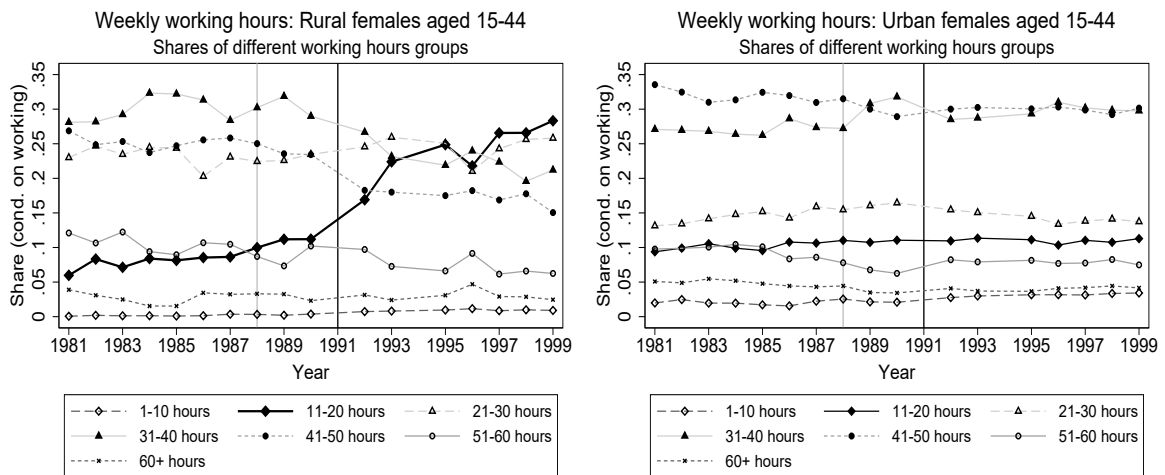 Weekly working hours: Rural females aged 15-44
Shares of different working hours groups
Share (cond. on working)
.35
.3
.25
.2
.15
.1
.05
0
1981 1983 1985 1987 1989 1991 1993 1995 1997 1999
Year
1-10 hours 11-20 hours 21-30 hours
31-40 hours 41-50 hours 51-60 hours
60+ hours
Weekly working hours: Urban females aged 15-44
Shares of different working hours groups
Share (cond. on working)
.35
.3
.25
.2
.15
.1
.05
0
1981 1983 1985 1987 1989 1991 1993 1995 1997 1999
Year
1-10 hours 11-20 hours 21-30 hours
31-40 hours 41-50 hours 51-60 hours
60+ hours